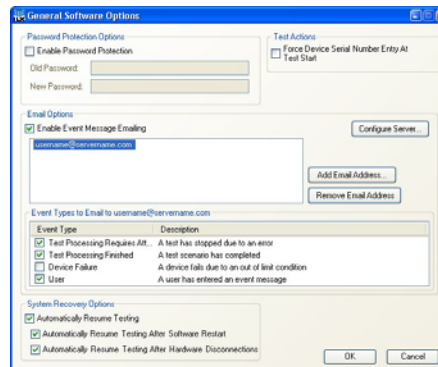 General Software Options
Password Protection Options
Enable Password Protection
Old Password:
New Password:
Test Actions
Force Device Serial Number Entry At
Test Start
Email Options
Enable Event Message Emailing
Configure Server...
username@servername.com
Add Email Address...
Remove Email Address
Event Types to Email to username@servername.com
Event Type Description
Test Processing Requires Att... A test has stopped due to an error
Test Processing Finished A test scenario has completed
Device Failure A device fails due to an out of limit condition
User A user has entered an event message
System Recovery Options
Automatically Resume Testing
Automatically Resume Testing After Software Restart
Automatically Resume Testing After Hardware Disconnections
OK Cancel